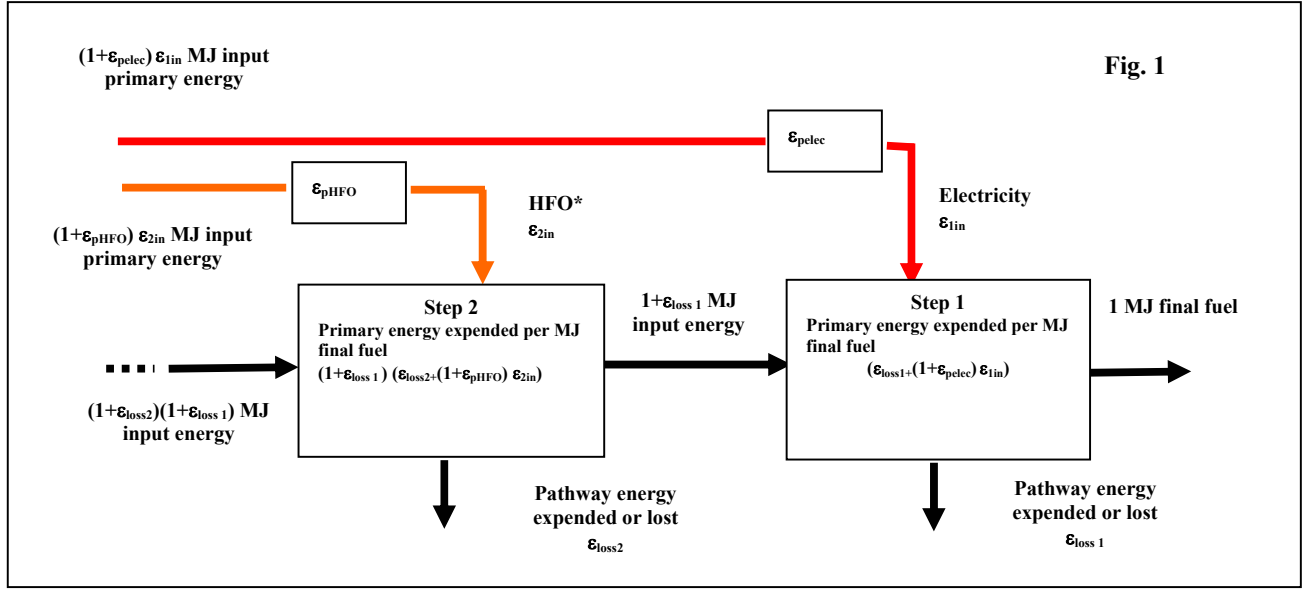 (1+εpelec) ε1in MJ input
primary energy
Fig. 1
εpelec
εpHFO
HFO*
ε2in
Electricity
ε1in
(1+εpHFO) ε2in MJ input
primary energy
Step 2
Primary energy expended per MJ
final fuel
(1+εloss 1) (εloss2+(1+εpHFO) ε2in)
1+εloss 1 MJ
input energy
Step 1
Primary energy expended per MJ
final fuel
(εloss1+(1+εpelec) ε1in)
1 MJ final fuel
(1+εloss2)(1+εloss 1) MJ
input energy
Pathway energy
expended or lost
εloss2
Pathway energy
expended or lost
εloss 1